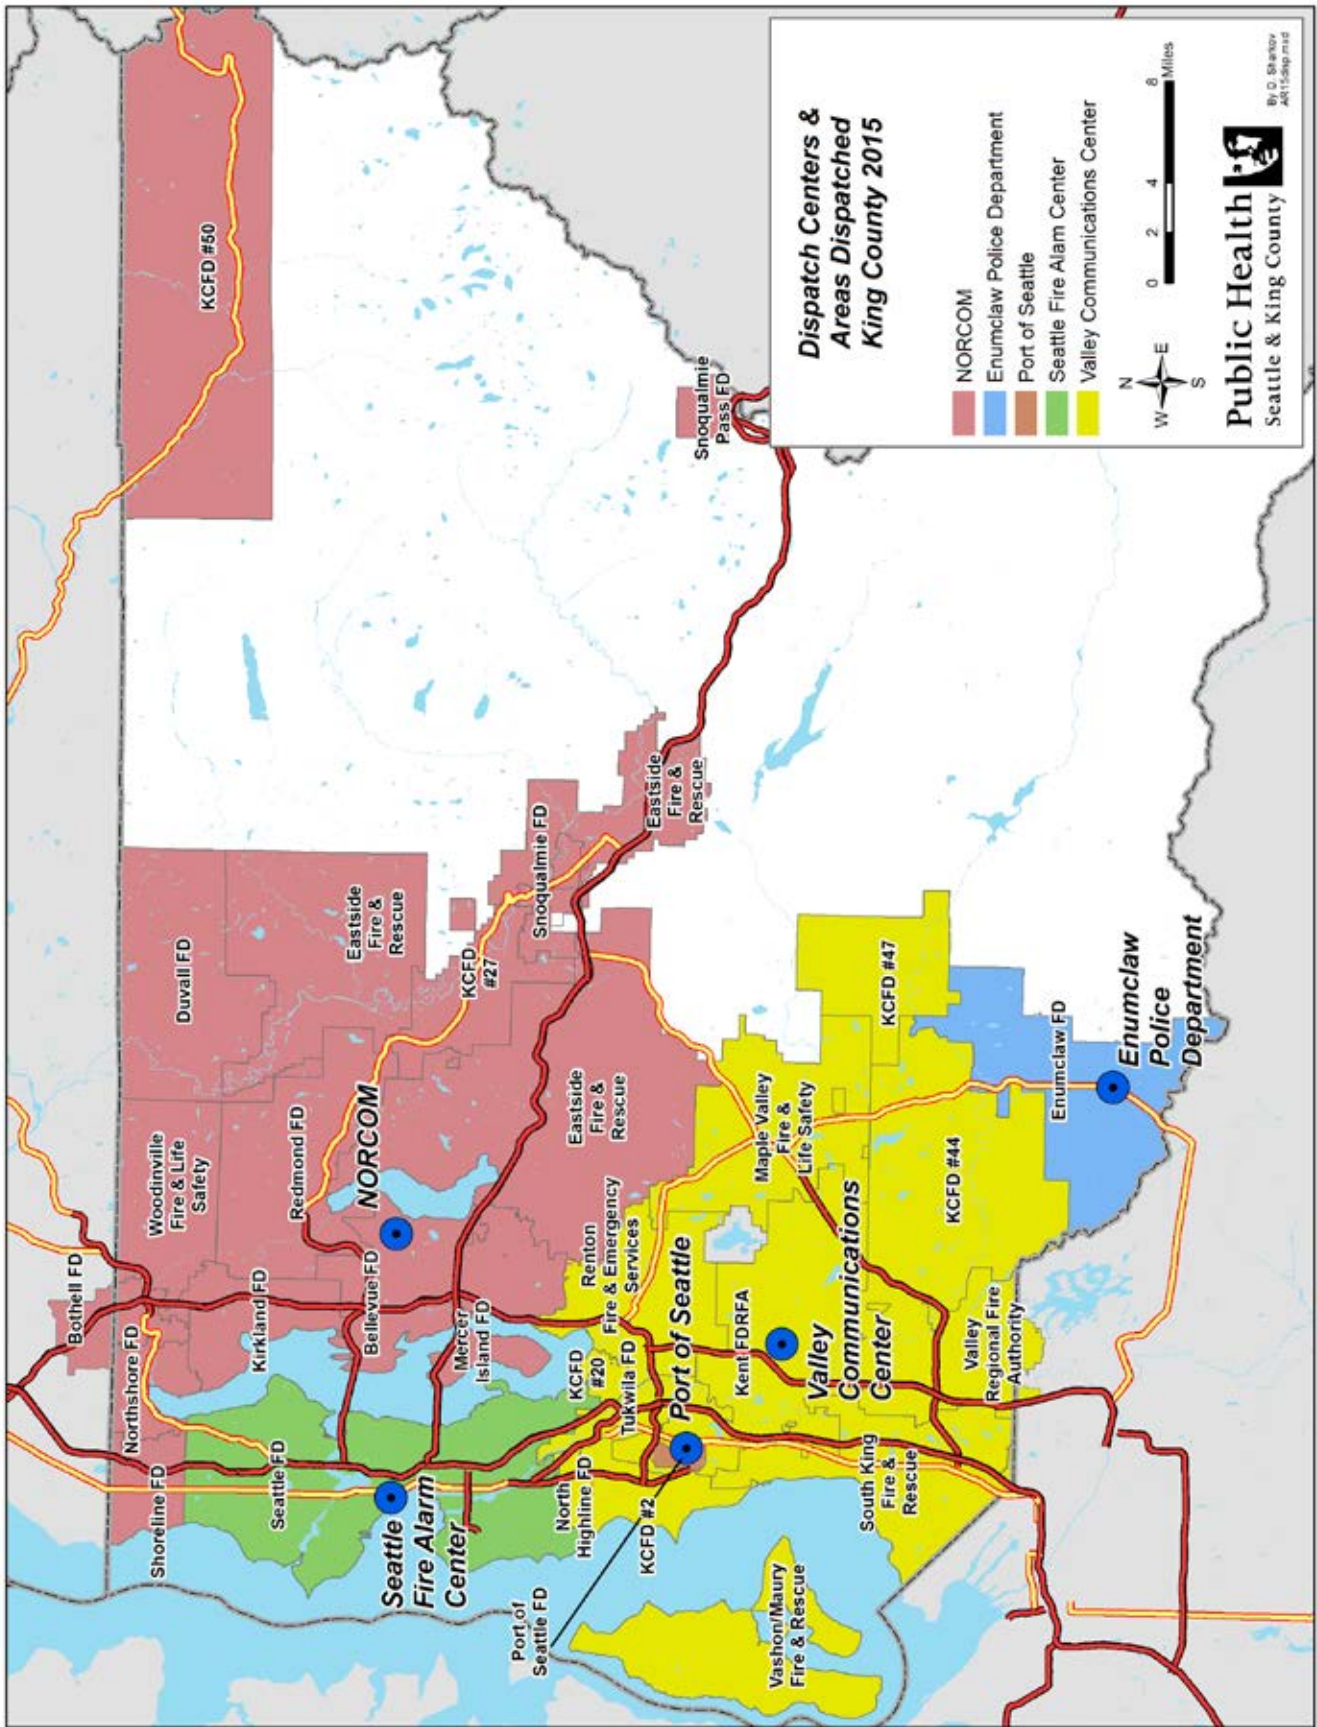 Dispatch Centers &
Areas Dispatched
King County 2015
NORCOM
Enumclaw Police Department
Port of Seattle
Seattle Fire Alam Center
Valley Communications Center
N
W
E
S
0
2
4
8
Miles
Public Health
Seattle & King County
By D. Sharkov
AR15disp.mxd
KCFD #50
Snoqualmie
Pass FD
Bothell FD
Woodinville
Fire & Life
Safety
Duvall FD
Northshore FD
Shoreline FD
Kirkland FD
Redmond FD
Eastside
Fire &
Rescue
Seattle FD
Bellevue FD
NORCOM
KCFD
#27
Snoqualmie FD
Eastside
Fire &
Rescue
Seattle
Fire Alarm
Center
Mercer
Island FD
Eastside
Fire &
Rescue
Port of
Seattle FD
North
Highline FD
KCFD
#20
Renton
Fire & Emergency
Services
KCFD #2
Tukwila FD
Port of Seattle
Maple Valley
Fire &
Life Safety
Kent FDRFA
Vashon/Maury
Fire & Rescue
Valley
Communications
Center
KCFD #47
South King
Fire &
Rescue
KCFD #44
Valley
Regional Fire
Authority
Enumclaw FD
Enumclaw
Police
Department